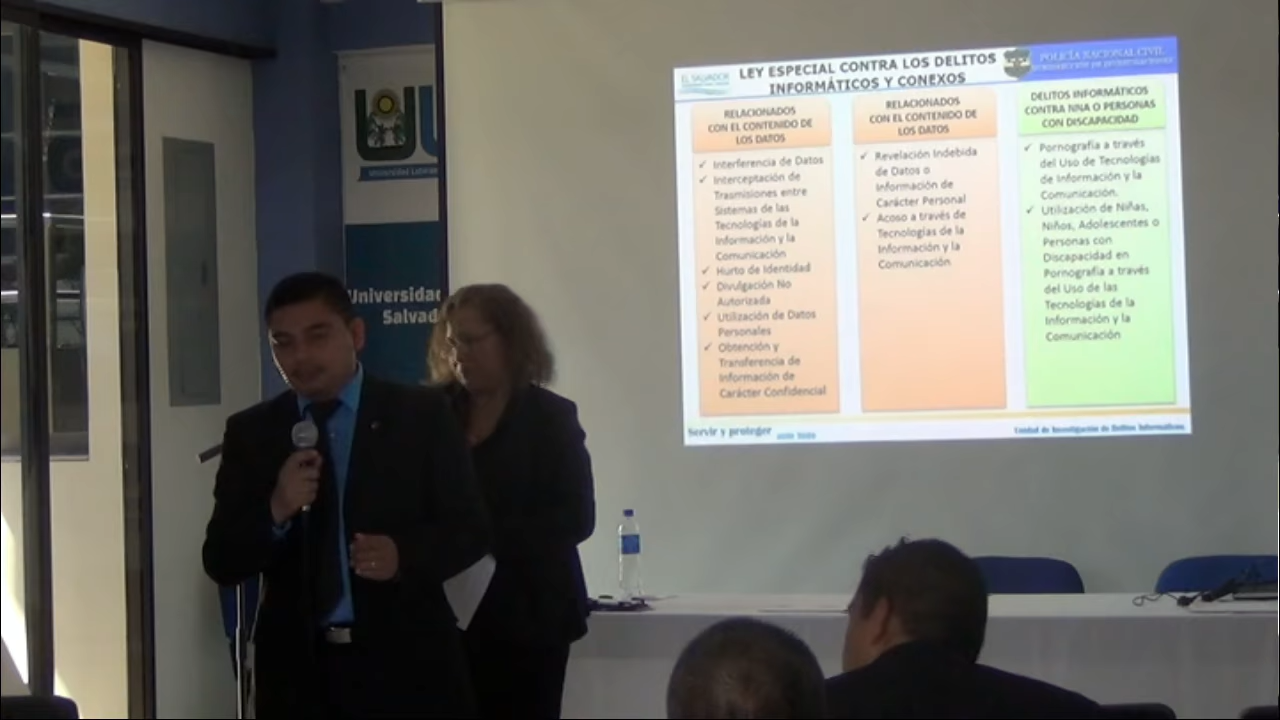 LEY ESPECIAL CONTRA LOS DELITOS
INFORMÁTICOS Y CONEXOS
EL SALVADOR
POLICÍA NACIONAL CIVIL
RELACIONADOS
CON EL CONTENIDO DE
LOS DATOS
✓ Interferencia de Datos
✓ Interceptación de
Trasmisiones entre
Sistemas de las
Tecnologías de la
Información y la
Comunicación
✓ Hurto de Identidad
✓ Divulgación No
Autorizada
✓ Utilización de Datos
Personales
✓ Obtención y
Transferencia de
Información de
Carácter Confidencial
RELACIONADOS
CON EL CONTENIDO DE
LOS DATOS
✓ Revelación Indebida
de Datos o
Información de
Carácter Personal
✓ Acoso a través de
Tecnologías de la
Información y la
Comunicación
DELITOS INFORMÁTICOS
CONTRA NNA O PERSONAS
CON DISCAPACIDAD
✓ Pornografía a través
del Uso de Tecnologías
de Información y la
Comunicación.
✓ Utilización de Niñas,
Niños, Adolescentes o
Personas con
Discapacidad en
Pornografía a través
del Uso de las
Tecnologías de la
Información y la
Comunicación
Servir y proteger
Unidad de Investigación de Delitos Informáticos
UU
Universidad
Universidad
Salvad